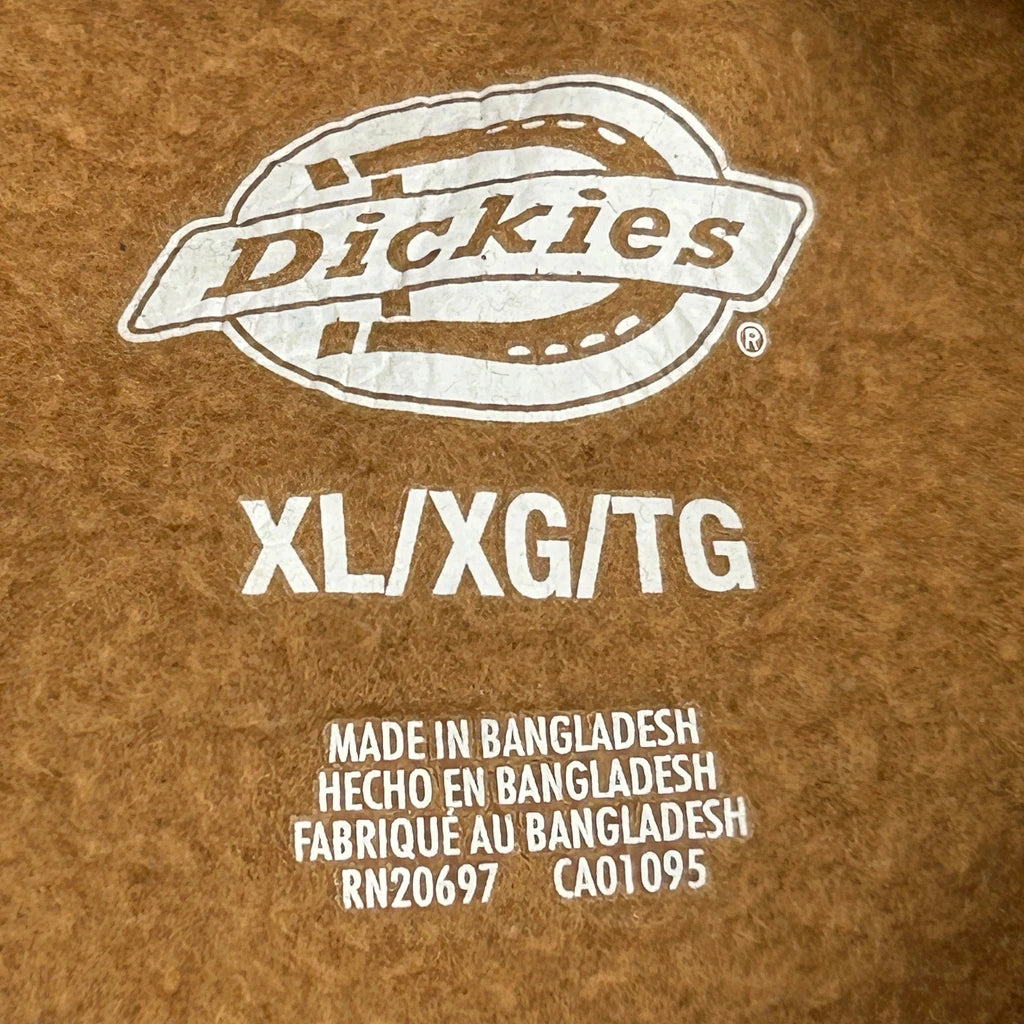 Dickies
®
XL/XG/TG
MADE IN BANGLADESH
HECHO EN BANGLADESH
FABRIQUÉ AU BANGLADESH
RN20697 CA01095